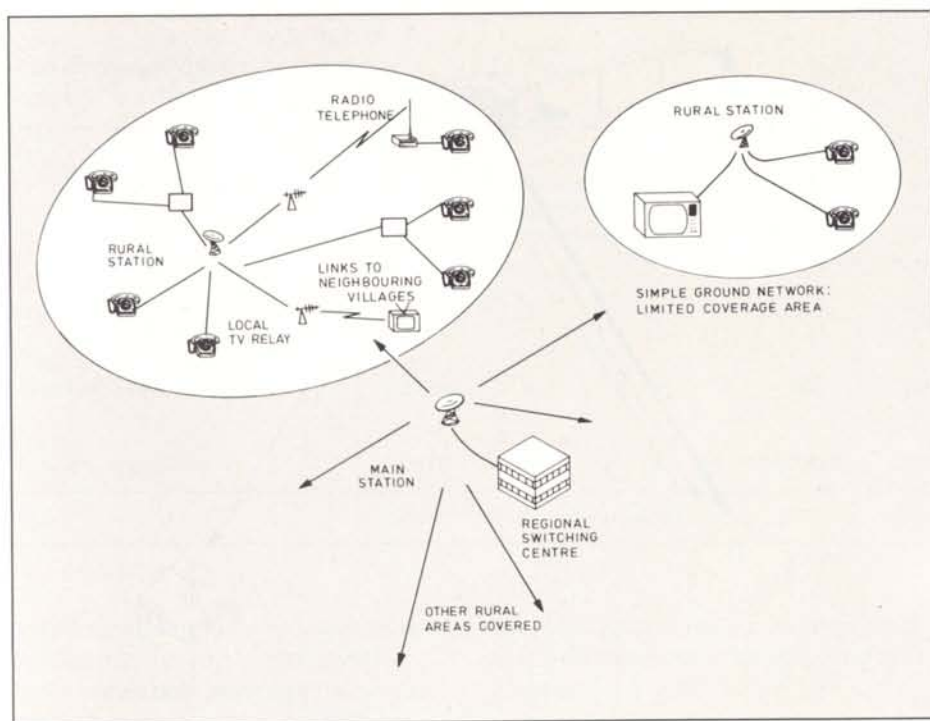 RADIO
TELEPHONE
RURAL
STATION
LINKS TO
NEIGHBOURING
VILLAGES
LOCAL
TV RELAY
RURAL STATION
SIMPLE GROUND NETWORK:
LIMITED COVERAGE AREA
MAIN
STATION
REGIONAL
SWITCHING
CENTRE
OTHER RURAL
AREAS COVERED